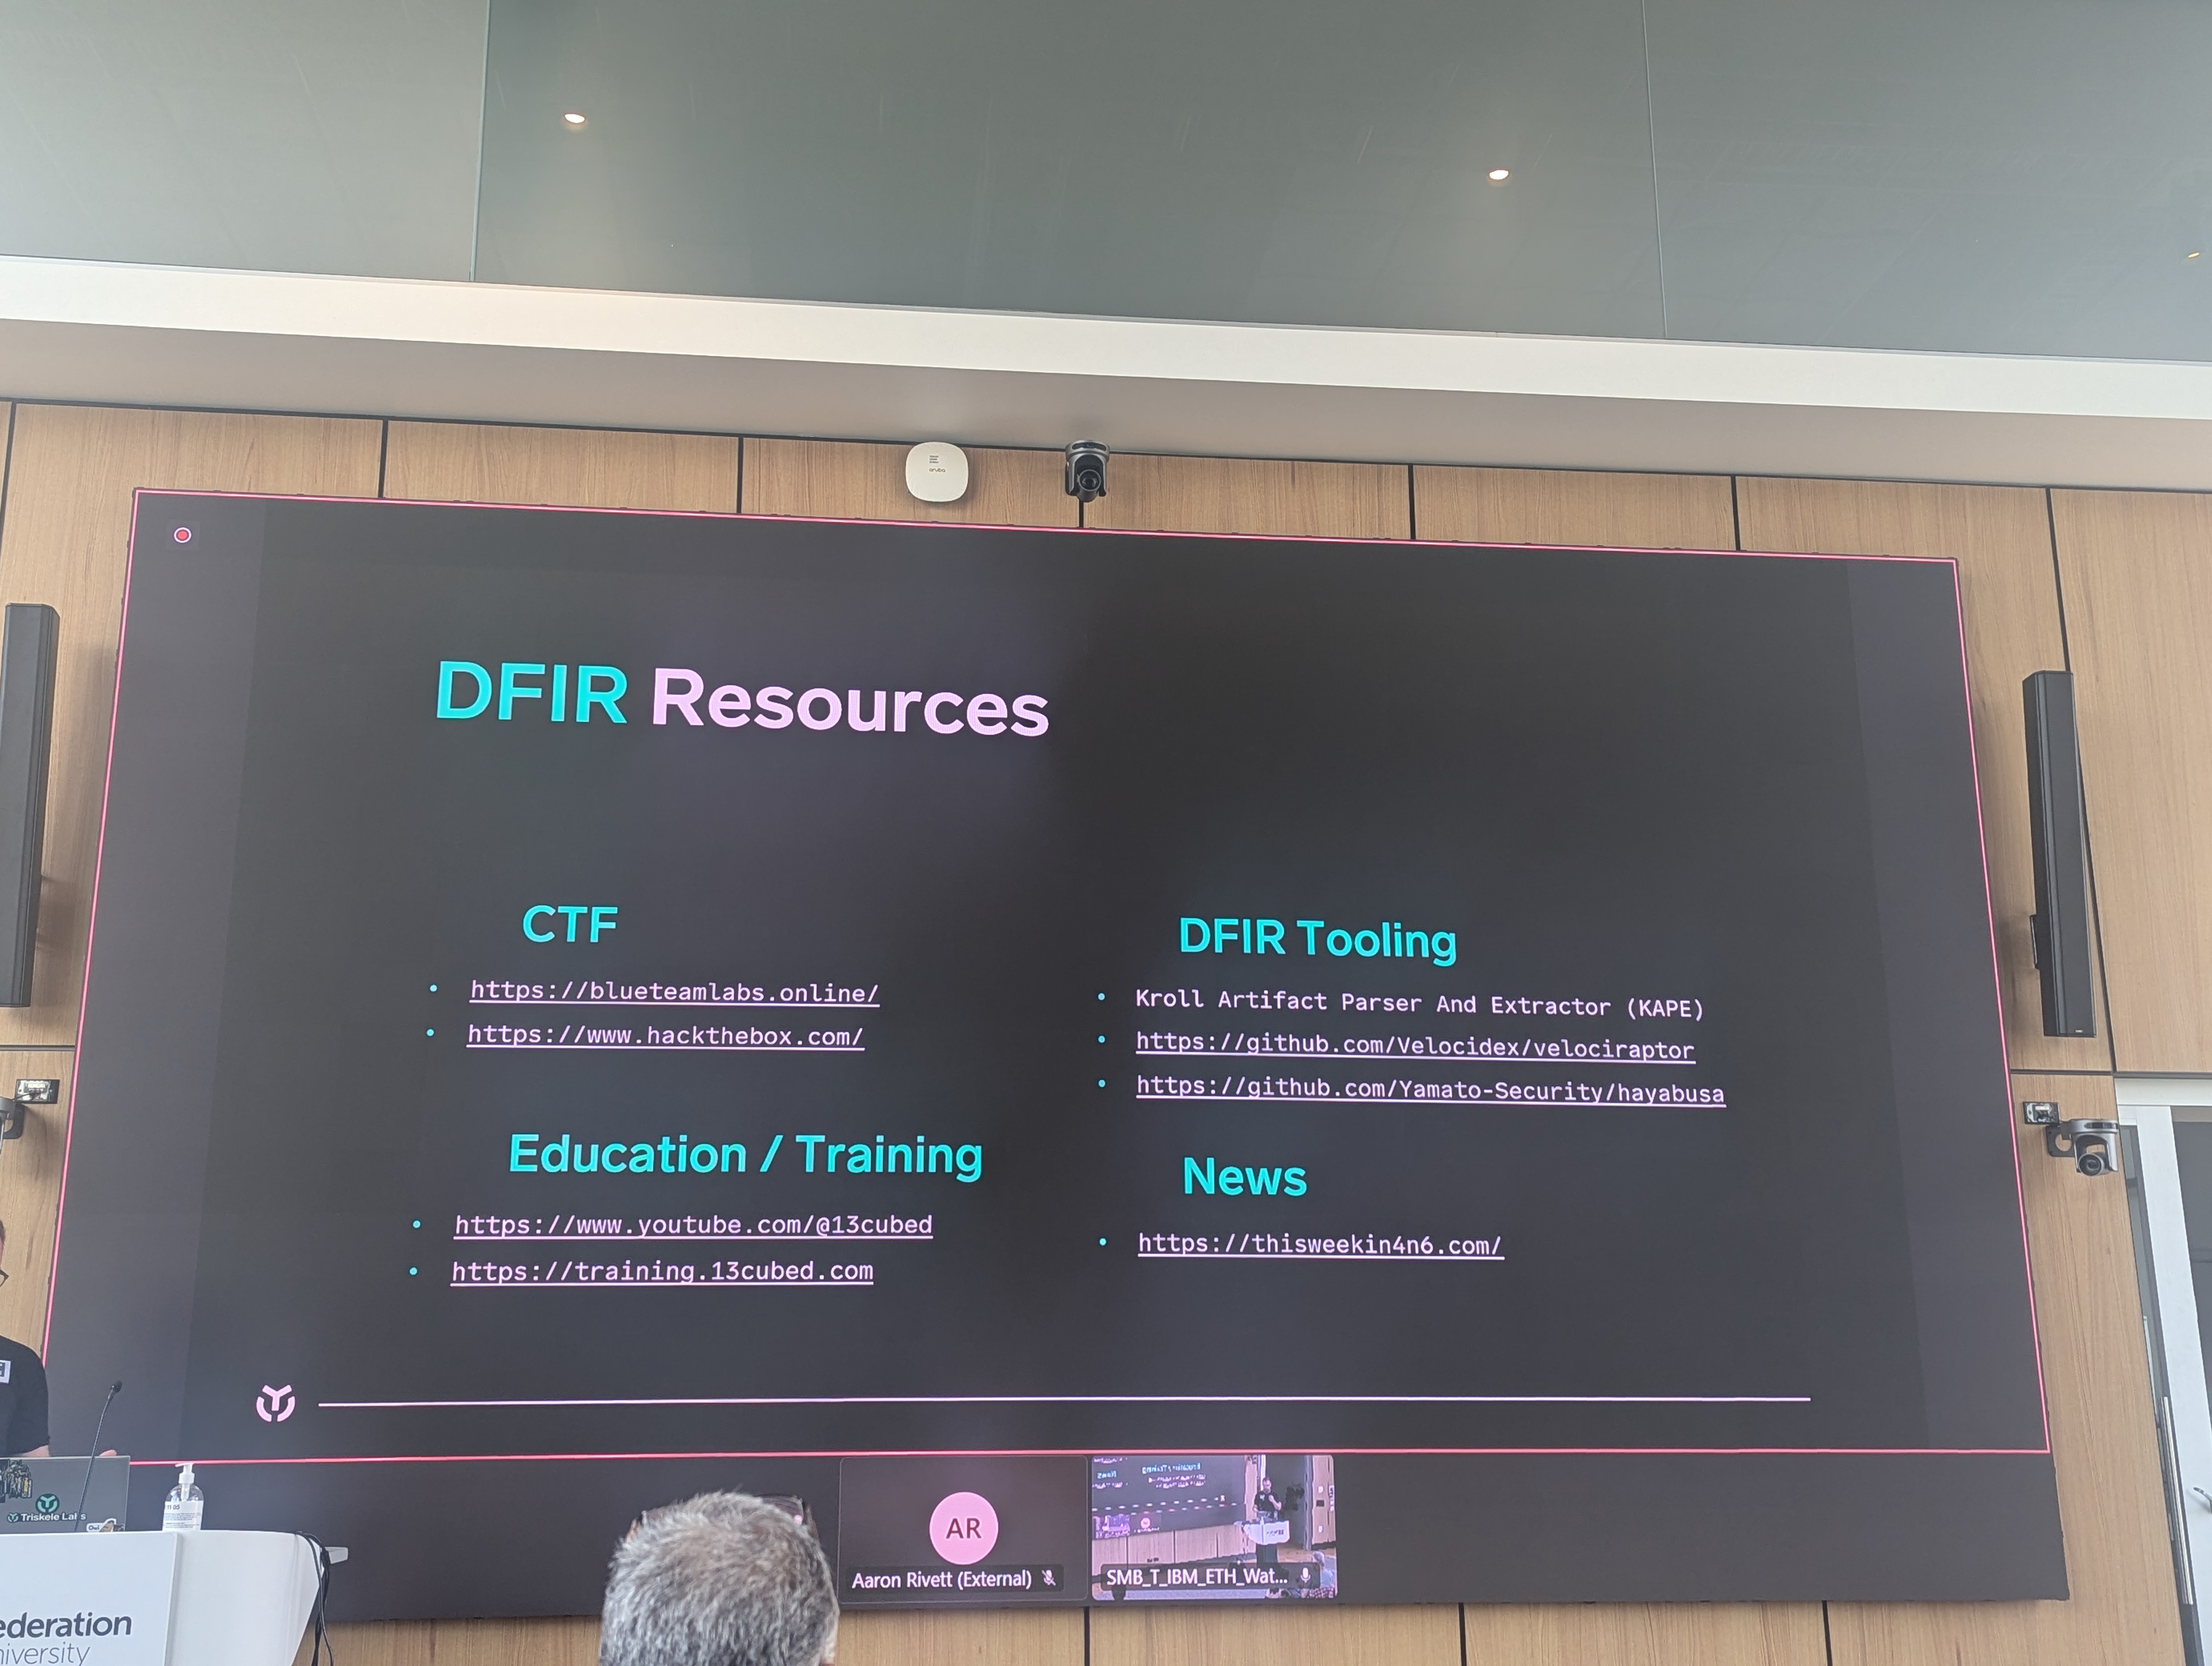 aruba
DFIR Resources
CTF
• https://blueteamlabs.online/
• https://www.hackthebox.com/
Education / Training
• https://www.youtube.com/@13cubed
• https://training.13cubed.com
DFIR Tooling
• Kroll Artifact Parser And Extractor (KAPE)
• https://github.com/Velocidex/velociraptor
• https://github.com/Yamato-Security/hayabusa
News
• https://thisweekin4n6.com/
AR
Aaron Rivett (External)
SMB_T_IBM_ETH_Wat...
Triskele Labs
ederation
niversity